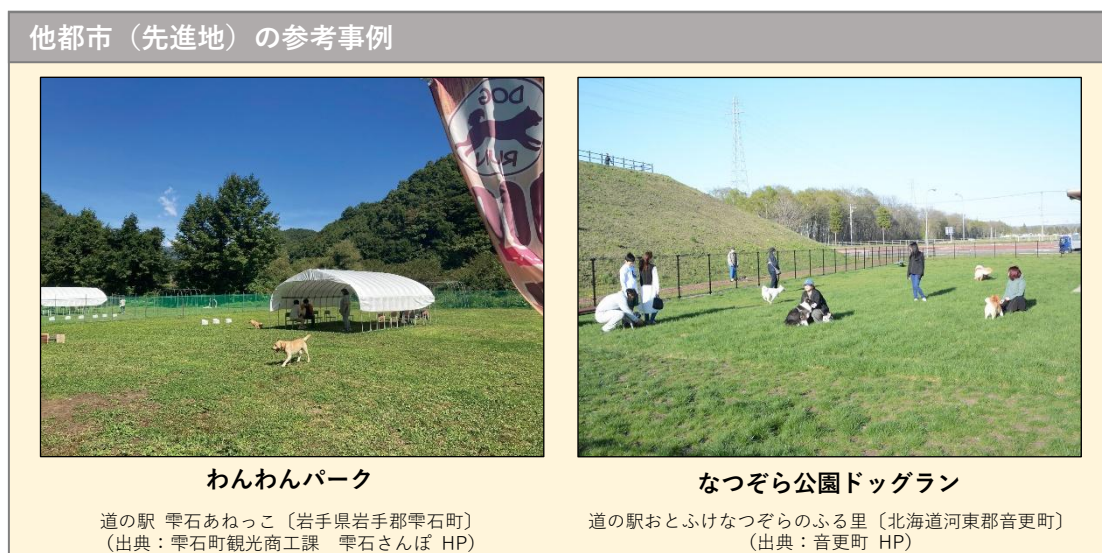 他都市（先進地）の参考事例
DOG
RUN
わんわんパーク
道の駅 雫石あねっこ〔岩手県岩手郡雫石町〕
（出典：雫石町観光商工課　雫石さんぽ HP）
なつぞら公園ドッグラン
道の駅おとふけなつぞらのふる里〔北海道河東郡音更町〕
（出典：音更町 HP）